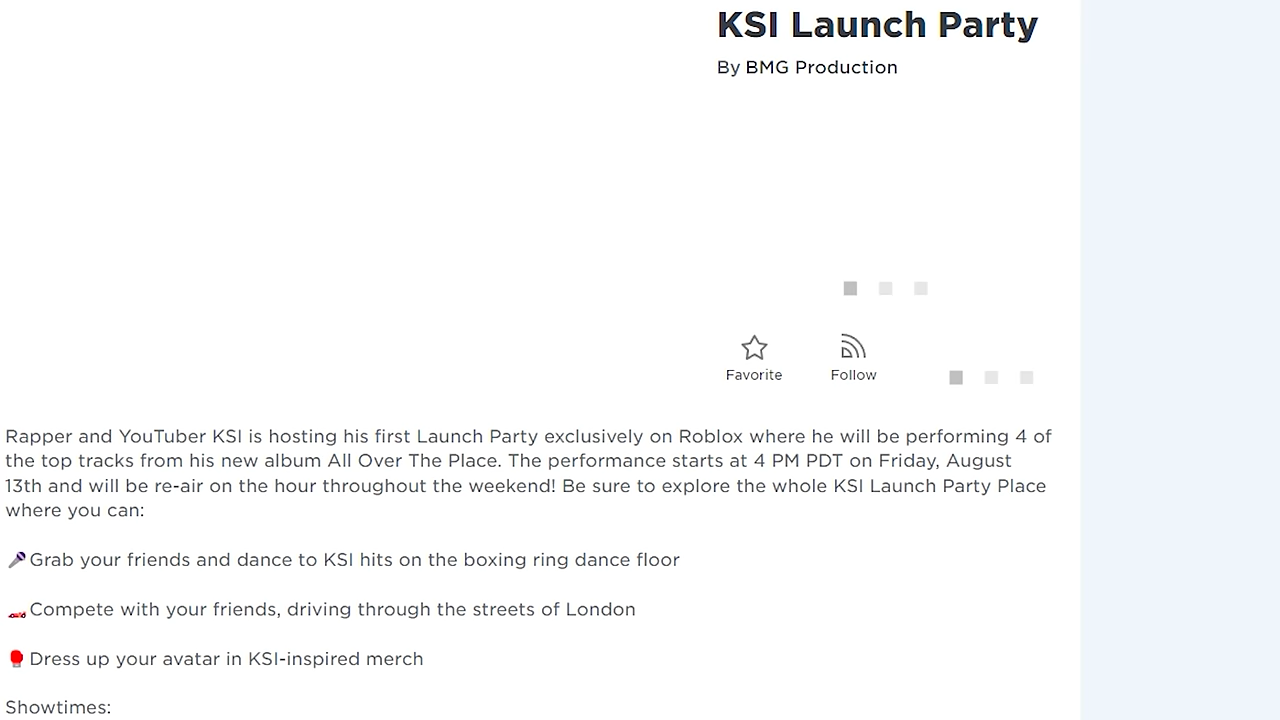 KSI Launch Party
By BMG Production
Favorite
Follow
Rapper and YouTuber KSI is hosting his first Launch Party exclusively on Roblox where he will be performing 4 of
the top tracks from his new album All Over The Place. The performance starts at 4 PM PDT on Friday, August
13th and will be re-air on the hour throughout the weekend! Be sure to explore the whole KSI Launch Party Place
where you can:
🎤Grab your friends and dance to KSI hits on the boxing ring dance floor
🏎️Compete with your friends, driving through the streets of London
🥊Dress up your avatar in KSI-inspired merch
Showtimes: